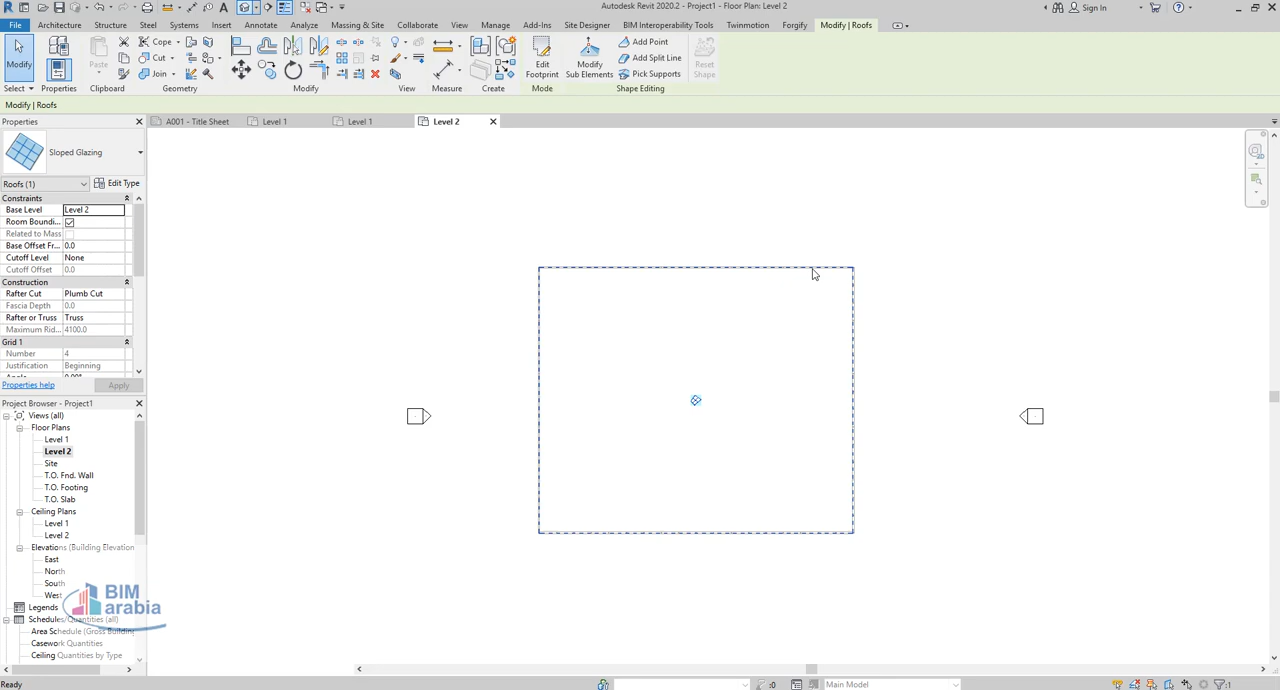 Autodesk Revit 2020.2 - Project1 - Floor Plan: Level 2
Sign In
File Architecture Structure Steel Systems Insert Annotate Analyze Massing & Site Collaborate View Manage Add-Ins Site Designer BIM Interoperability Tools Twinmotion Forgify Modify | Roofs
Modify
Paste
Cope
Cut
Join
Edit Footprint
Modify Sub Elements
Add Point
Add Split Line
Pick Supports
Reset Shape
Select Properties Clipboard Geometry Modify View Measure Create Mode Shape Editing
Modify | Roofs
Properties
A001 - Title Sheet
Level 1
Level 1
Level 2
Sloped Glazing
Roofs (1)
Edit Type
Constraints
Base Level Level 2
Room Boundi...
Related to Mass
Base Offset Fr... 0.0
Cutoff Level None
Cutoff Offset 0.0
Construction
Rafter Cut Plumb Cut
Fascia Depth 0.0
Rafter or Truss Truss
Maximum Rid... 4100.0
Grid 1
Number 4
Justification Beginning
Properties help Apply
Project Browser - Project1
Views (all)
Floor Plans
Level 1
Level 2
Site
T.O. Fnd. Wall
T.O. Footing
T.O. Slab
Ceiling Plans
Level 1
Level 2
Elevations (Building Elevation
East
North
South
West
BIM
arabia
Legends
Schedules/Quantities (all)
Area Schedule (Gross Building
Casework Quantities
Ceiling Quantities by Type
Ready
:0
Main Model
:1